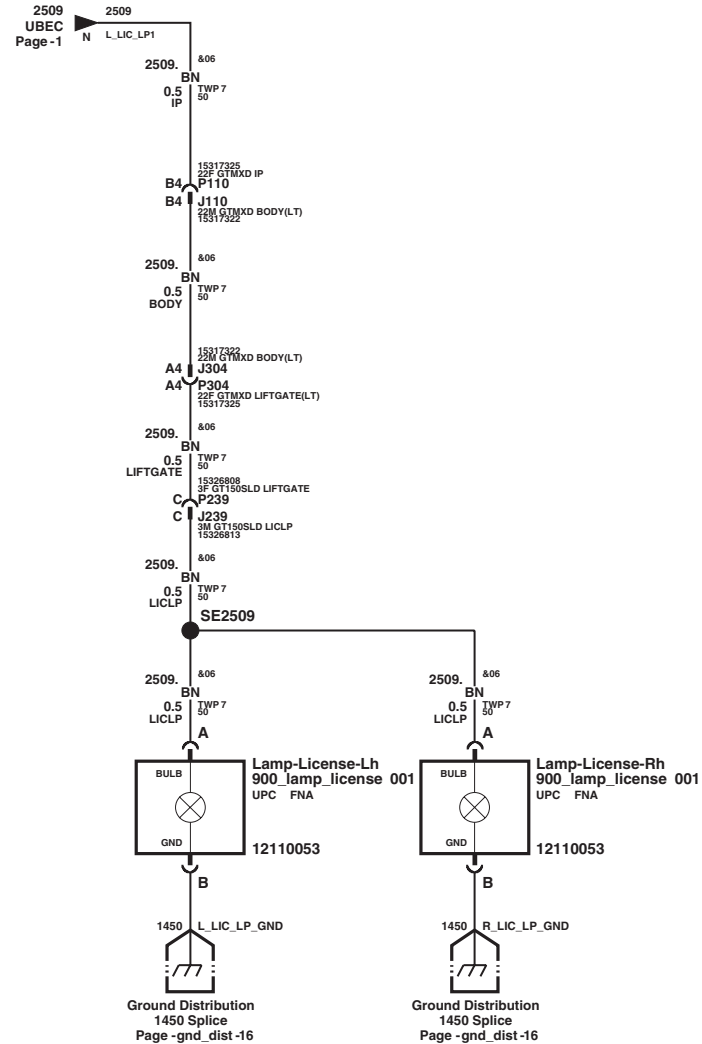 2509
UBEC
Page-1
N
2509
L_LIC_LP1
2509.
&06
BN
0.5
TWP 7
50
IP
15317325
22F GTMXD IP
B4
P110
B4
J110
22M GTMXD BODY(LT)
15317322
2509.
&06
BN
0.5
TWP 7
50
BODY
15317322
22M GTMXD BODY(LT)
A4
J304
A4
P304
22F GTMXD LIFTGATE(LT)
15317325
2509.
&06
BN
0.5
TWP 7
50
LIFTGATE
15326808
3F GT150SLD LIFTGATE
C
P239
C
J239
3M GT150SLD LICLP
15326813
2509.
&06
BN
0.5
TWP 7
50
LICLP
SE2509
2509.
&06
BN
0.5
TWP 7
50
LICLP
A
Lamp-License-Lh
900_lamp_license 001
UPC FNA
BULB
GND
12110053
B
1450
L_LIC_LP_GND
Ground Distribution
1450 Splice
Page -gnd_dist -16
2509.
&06
BN
0.5
TWP 7
50
LICLP
A
Lamp-License-Rh
900_lamp_license 001
UPC FNA
BULB
GND
12110053
B
1450
R_LIC_LP_GND
Ground Distribution
1450 Splice
Page -gnd_dist -16